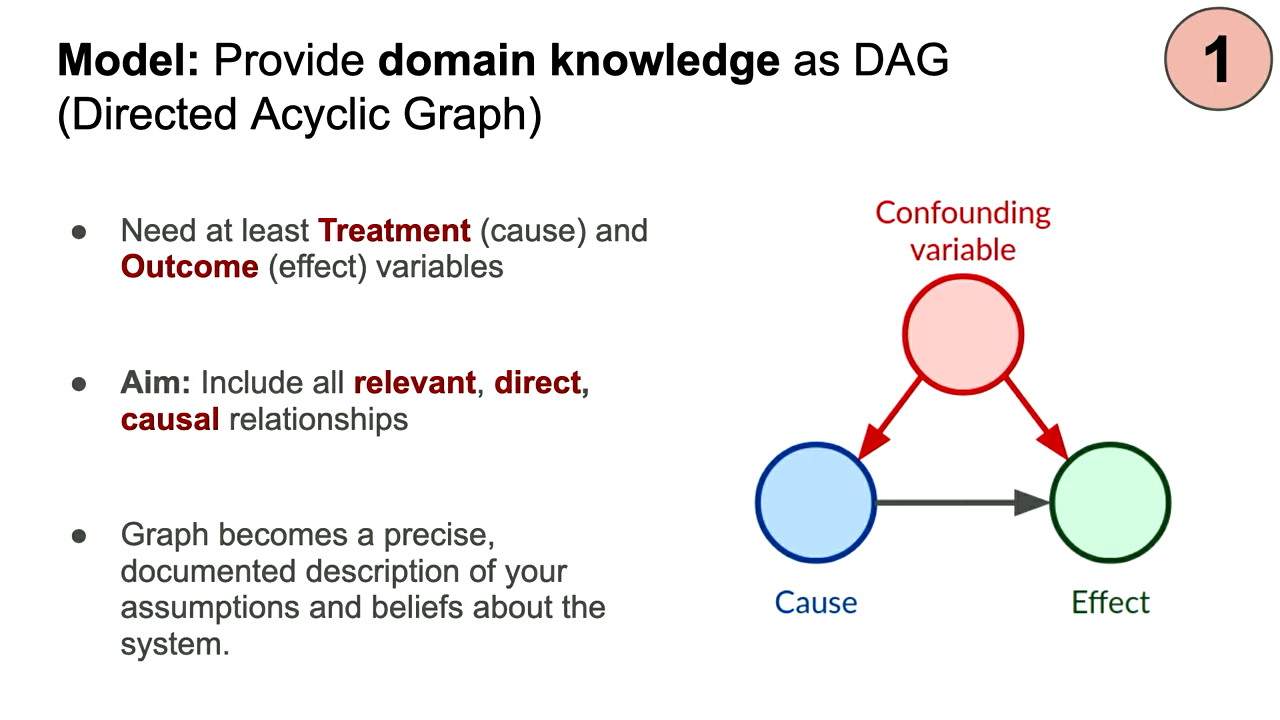 Model: Provide domain knowledge as DAG
(Directed Acyclic Graph)
1
● Need at least Treatment (cause) and
Outcome (effect) variables
● Aim: Include all relevant, direct,
causal relationships
● Graph becomes a precise,
documented description of your
assumptions and beliefs about the
system.
Confounding
variable
Cause
Effect